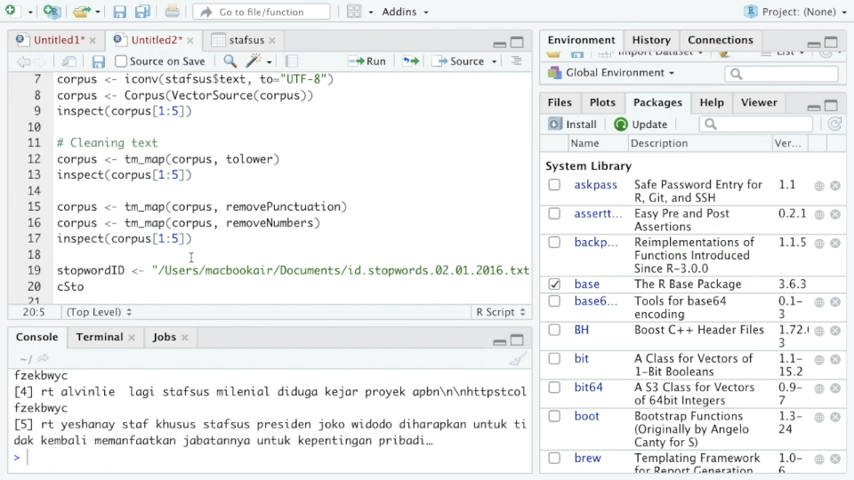 Go to file/function
Addins
Project: (None)
Untitled1*
Untitled2*
stafsus
Source on Save
Run
Source
7 corpus <- iconv(stafsus$text, to="UTF-8")
8 corpus <- Corpus(VectorSource(corpus))
9 inspect(corpus[1:5])
10
11 # Cleaning text
12 corpus <- tm_map(corpus, tolower)
13 inspect(corpus[1:5])
14
15 corpus <- tm_map(corpus, removePunctuation)
16 corpus <- tm_map(corpus, removeNumbers)
17 inspect(corpus[1:5])
18
19 stopwordID <- "/Users/macbookair/Documents/id.stopwords.02.01.2016.txt
20 cSto
21
20:5 (Top Level) R Script
Console Terminal Jobs
~/
fzekbwyc
[4] rt alvinlie  lagi stafsus milenial diduga kejar proyek apbn\n\nhttpstcol
fzekbwyc
[5] rt yeshanay staf khusus stafsus presiden joko widodo diharapkan untuk ti
dak kembali memanfaatkan jabatannya untuk kepentingan pribadi…
>
Environment History Connections
Import Dataset
List
Global Environment
Files Plots Packages Help Viewer
Install Update
Name Description Ver...
System Library
askpass Safe Password Entry for R, Git, and SSH 1.1
assertt... Easy Pre and Post Assertions 0.2.1
backp... Reimplementations of Functions Introduced Since R-3.0.0 1.1.5
base The R Base Package 3.6.3
base6... Tools for base64 encoding 0.1-3
BH Boost C++ Header Files 1.72.0-3
bit A Class for Vectors of 1-Bit Booleans 1.1-15.2
bit64 A S3 Class for Vectors of 64bit Integers 0.9-7
boot Bootstrap Functions (Originally by Angelo Canty for S) 1.3-24
brew Templating Framework for Report Generation 1.0-6